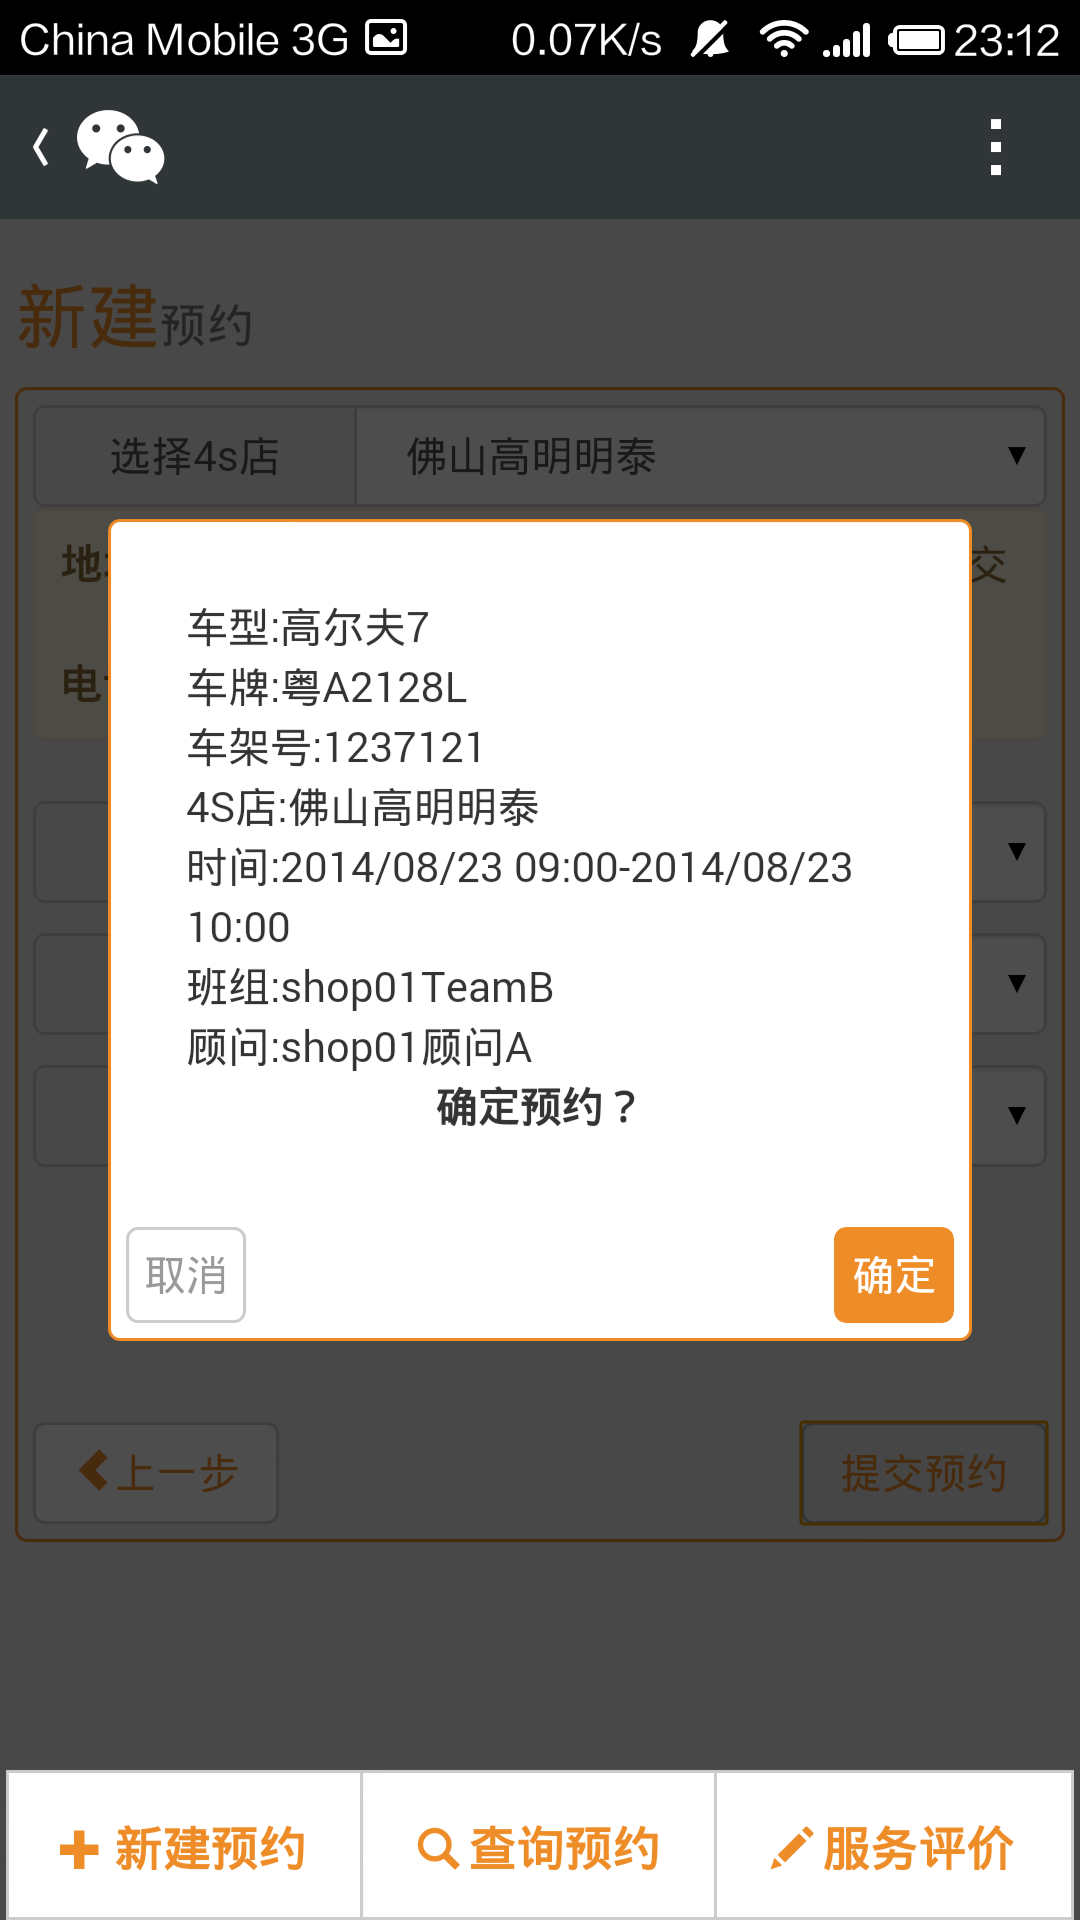 China Mobile 3G 0.07K/s 23:12
新建预约
选择4s店 佛山高明明泰
地 交
电
车型:高尔夫7
车牌:粤A2128L
车架号:1237121
4S店:佛山高明明泰
时间:2014/08/23 09:00-2014/08/23
10:00
班组:shop01TeamB
顾问:shop01顾问A
确定预约？
取消 确定
上一步 提交预约
新建预约 查询预约 服务评价